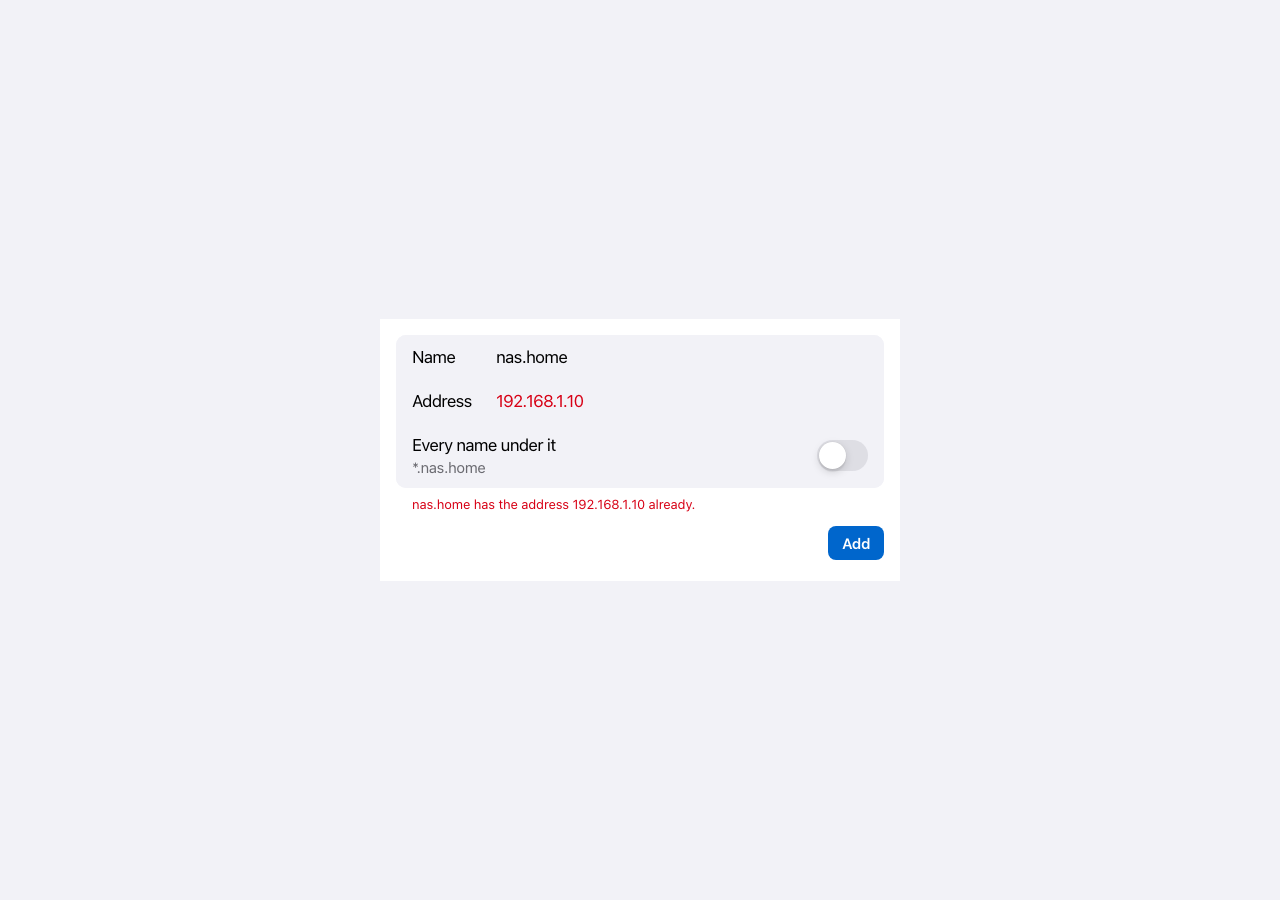 Name nas.home
Address 192.168.1.10
Every name under it
*.nas.home
nas.home has the address 192.168.1.10 already.
Add